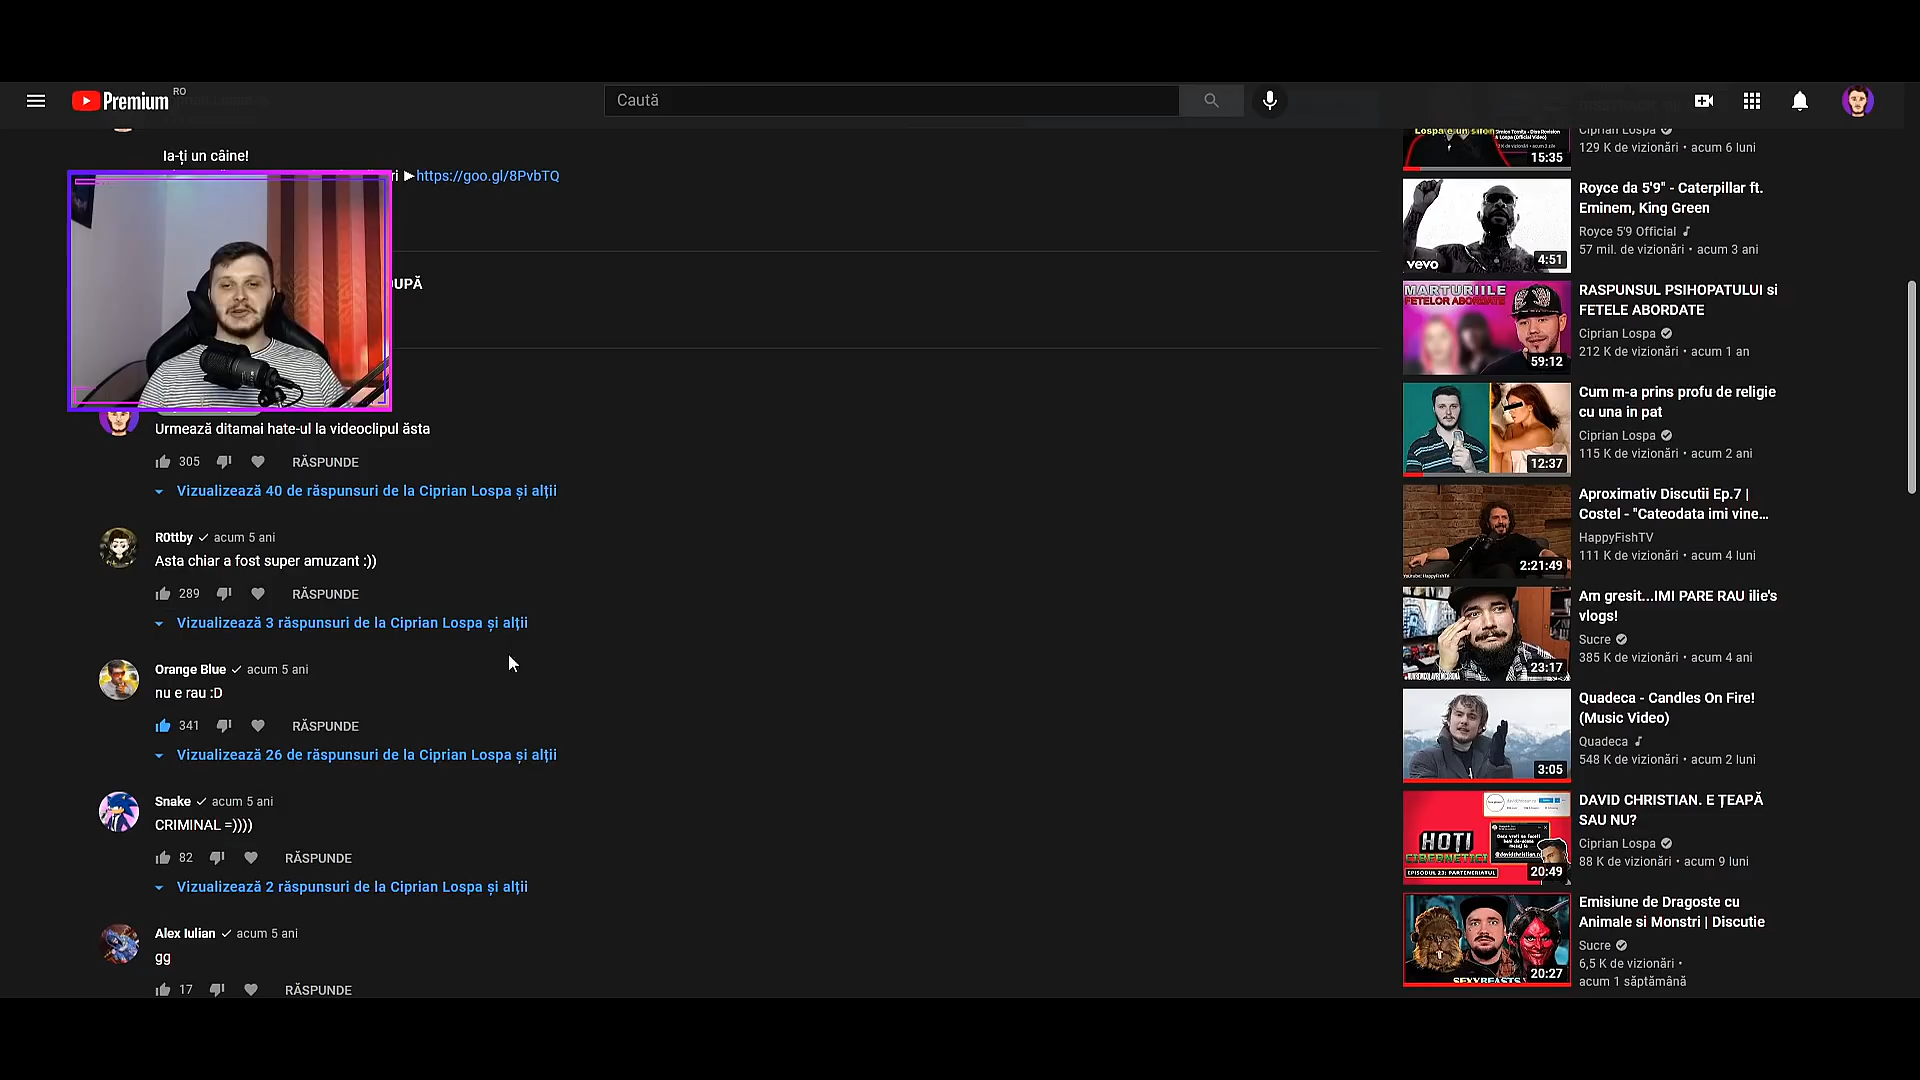 Premium RO
Caută
Ia-ți un câine!
ri ▶https://goo.gl/8PvbTQ
UPĂ
Urmează ditamai hate-ul la videoclipul ăsta
305 RĂSPUNDE
Vizualizează 40 de răspunsuri de la Ciprian Lospa și alții
R0ttby acum 5 ani
Asta chiar a fost super amuzant :))
289 RĂSPUNDE
Vizualizează 3 răspunsuri de la Ciprian Lospa și alții
Orange Blue acum 5 ani
nu e rau :D
341 RĂSPUNDE
Vizualizează 26 de răspunsuri de la Ciprian Lospa și alții
Snake acum 5 ani
CRIMINAL =))))
82 RĂSPUNDE
Vizualizează 2 răspunsuri de la Ciprian Lospa și alții
Alex Iulian acum 5 ani
gg
17 RĂSPUNDE
Lospa e un sifon
15:35
Ciprian Lospa
129 K de vizionări • acum 6 luni
vevo
4:51
Royce da 5'9" - Caterpillar ft.
Eminem, King Green
Royce 5'9 Official
57 mil. de vizionări • acum 3 ani
MARTURIILE
FETELOR ABORDATE
59:12
RASPUNSUL PSIHOPATULUI si
FETELE ABORDATE
Ciprian Lospa
212 K de vizionări • acum 1 an
12:37
Cum m-a prins profu de religie
cu una in pat
Ciprian Lospa
115 K de vizionări • acum 2 ani
2:21:49
Aproximativ Discutii Ep.7 |
Costel - "Cateodata imi vine...
HappyFishTV
111 K de vizionări • acum 4 luni
23:17
Am gresit...IMI PARE RAU ilie's
vlogs!
Sucre
385 K de vizionări • acum 4 ani
3:05
Quadeca - Candles On Fire!
(Music Video)
Quadeca
548 K de vizionări • acum 2 luni
HOȚI
CIBERNETICI
EPISODUL 23: PARTENERIATUL
20:49
DAVID CHRISTIAN. E ȚEAPĂ
SAU NU?
Ciprian Lospa
88 K de vizionări • acum 9 luni
SEXYBEASTS
20:27
Emisiune de Dragoste cu
Animale si Monstri | Discutie
Sucre
6,5 K de vizionări •
acum 1 săptămână